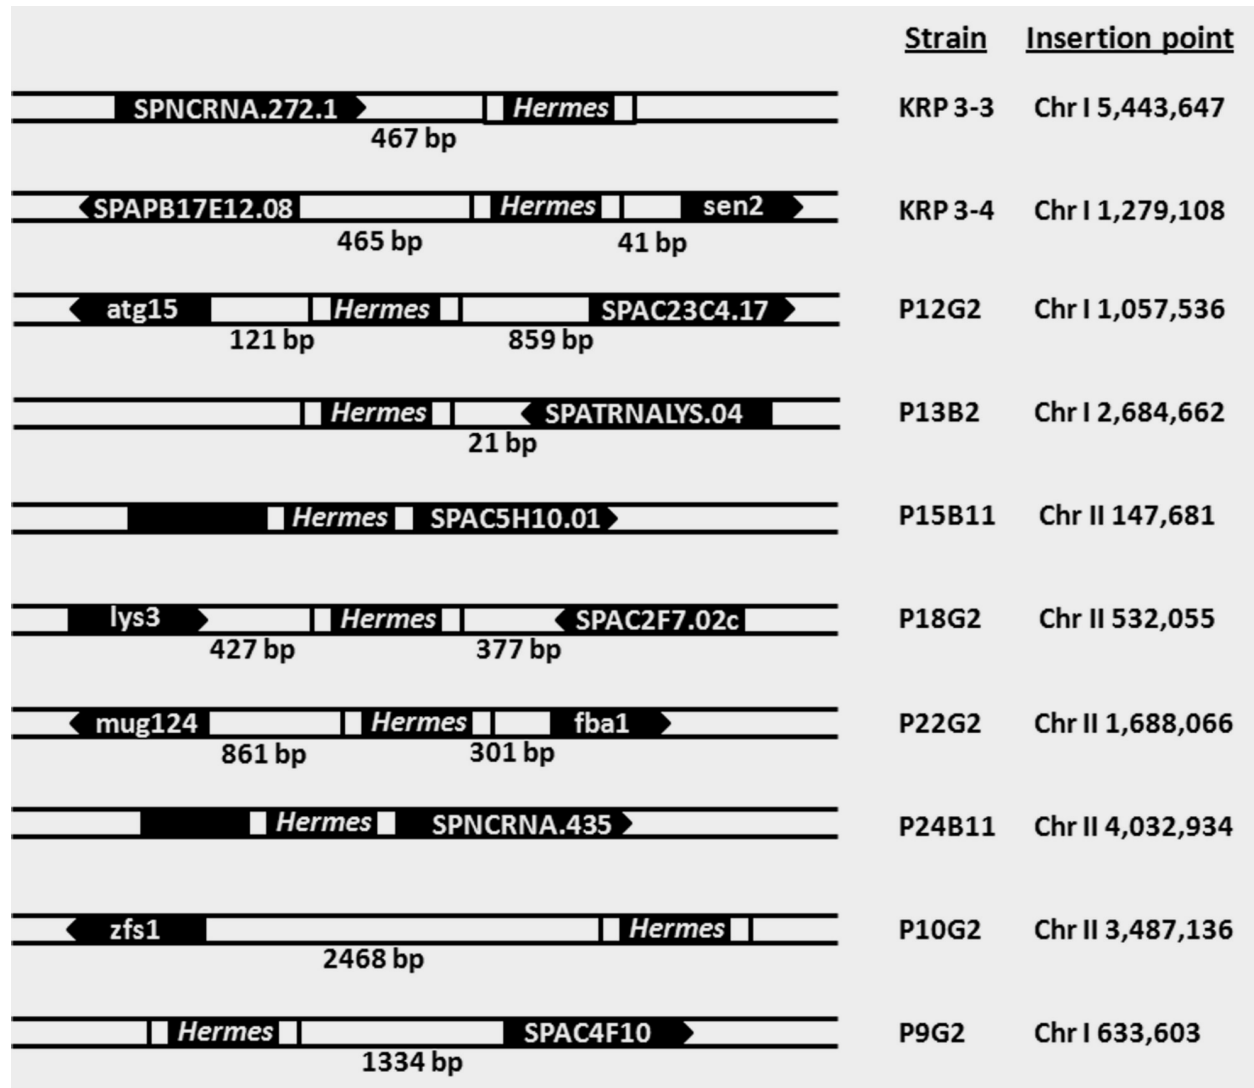 Strain Insertion point
SPNCRNA.272.1 Hermes KRP 3-3 Chr I 5,443,647
467 bp
SPAPB17E12.08 Hermes sen2 KRP 3-4 Chr I 1,279,108
465 bp 41 bp
atg15 Hermes SPAC23C4.17 P12G2 Chr I 1,057,536
121 bp 859 bp
Hermes SPATRNALYS.04 P13B2 Chr I 2,684,662
21 bp
Hermes SPAC5H10.01 P15B11 Chr II 147,681
lys3 Hermes SPAC2F7.02c P18G2 Chr II 532,055
427 bp 377 bp
mug124 Hermes fba1 P22G2 Chr II 1,688,066
861 bp 301 bp
Hermes SPNCRNA.435 P24B11 Chr II 4,032,934
zfs1 Hermes P10G2 Chr II 3,487,136
2468 bp
Hermes SPAC4F10 P9G2 Chr I 633,603
1334 bp